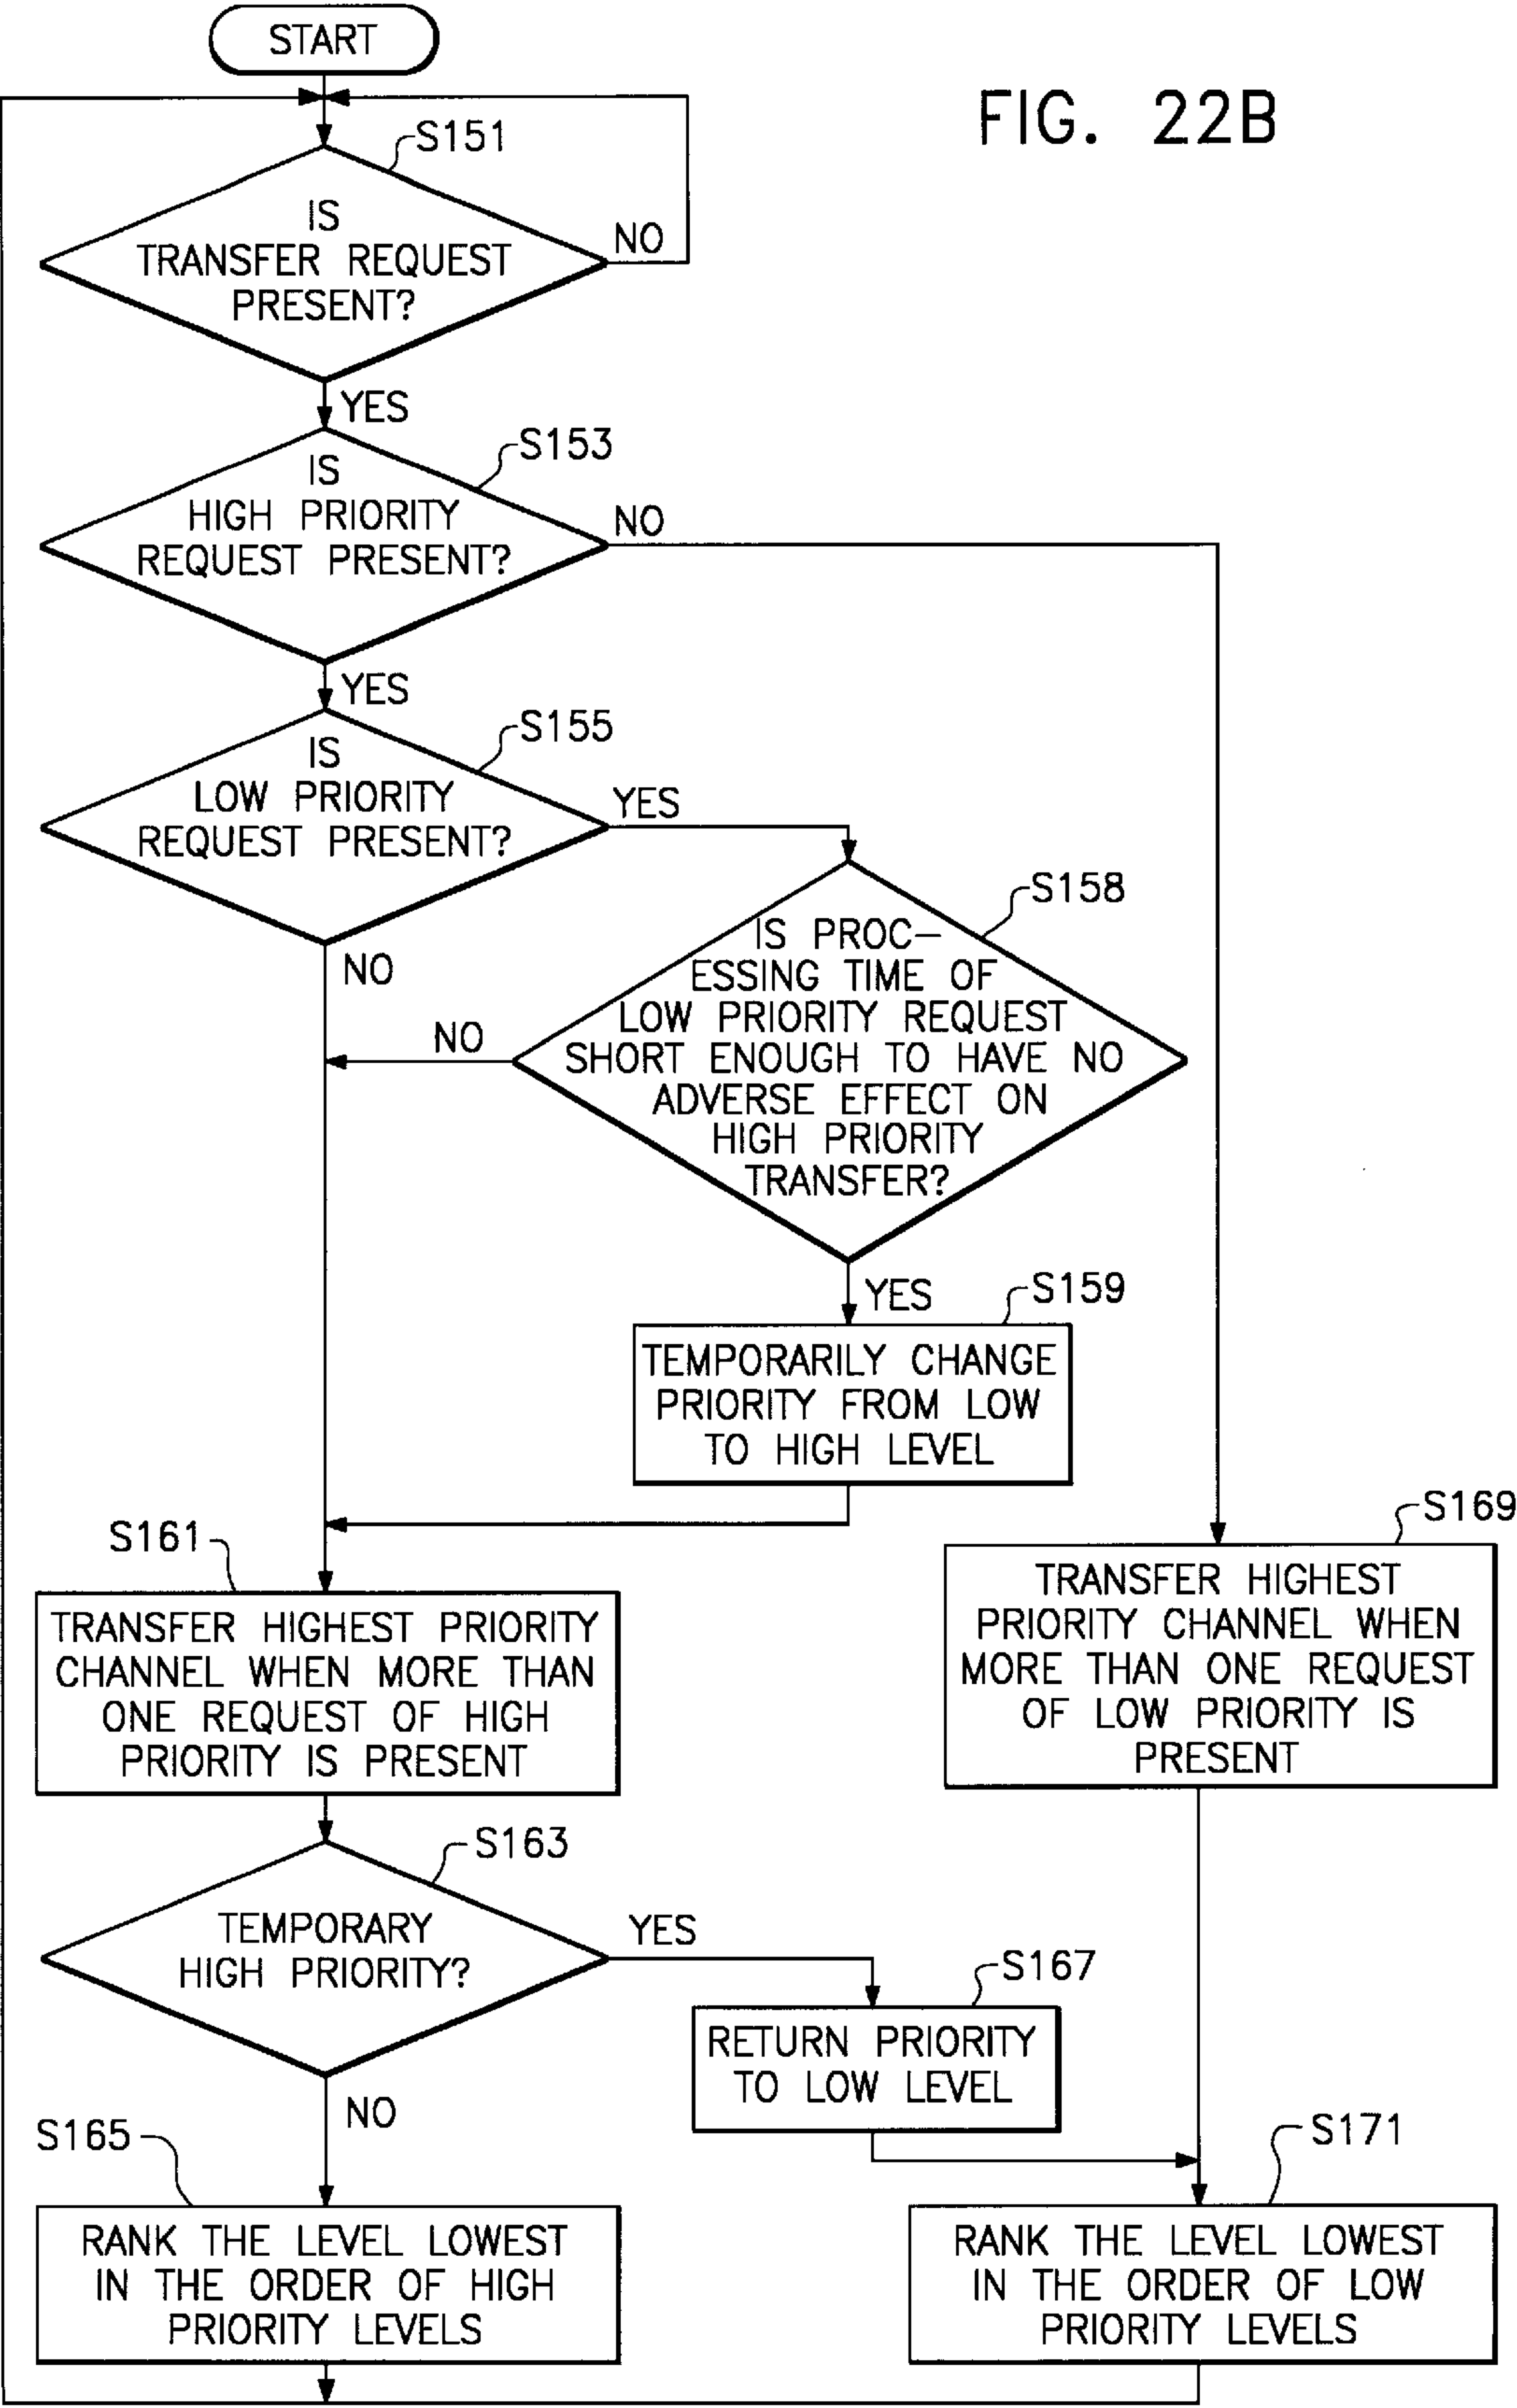 START
FIG. 22B
S151
IS
TRANSFER REQUEST
PRESENT?
NO
YES
S153
IS
HIGH PRIORITY
REQUEST PRESENT?
NO
YES
S155
IS
LOW PRIORITY
REQUEST PRESENT?
YES
NO
S158
IS PROC-
ESSING TIME OF
LOW PRIORITY REQUEST
SHORT ENOUGH TO HAVE NO
ADVERSE EFFECT ON
HIGH PRIORITY
TRANSFER?
NO
YES
S159
TEMPORARILY CHANGE
PRIORITY FROM LOW
TO HIGH LEVEL
S161
TRANSFER HIGHEST PRIORITY
CHANNEL WHEN MORE THAN
ONE REQUEST OF HIGH
PRIORITY IS PRESENT
S169
TRANSFER HIGHEST
PRIORITY CHANNEL WHEN
MORE THAN ONE REQUEST
OF LOW PRIORITY IS
PRESENT
S163
TEMPORARY
HIGH PRIORITY?
YES
NO
S167
RETURN PRIORITY
TO LOW LEVEL
S165
RANK THE LEVEL LOWEST
IN THE ORDER OF HIGH
PRIORITY LEVELS
S171
RANK THE LEVEL LOWEST
IN THE ORDER OF LOW
PRIORITY LEVELS